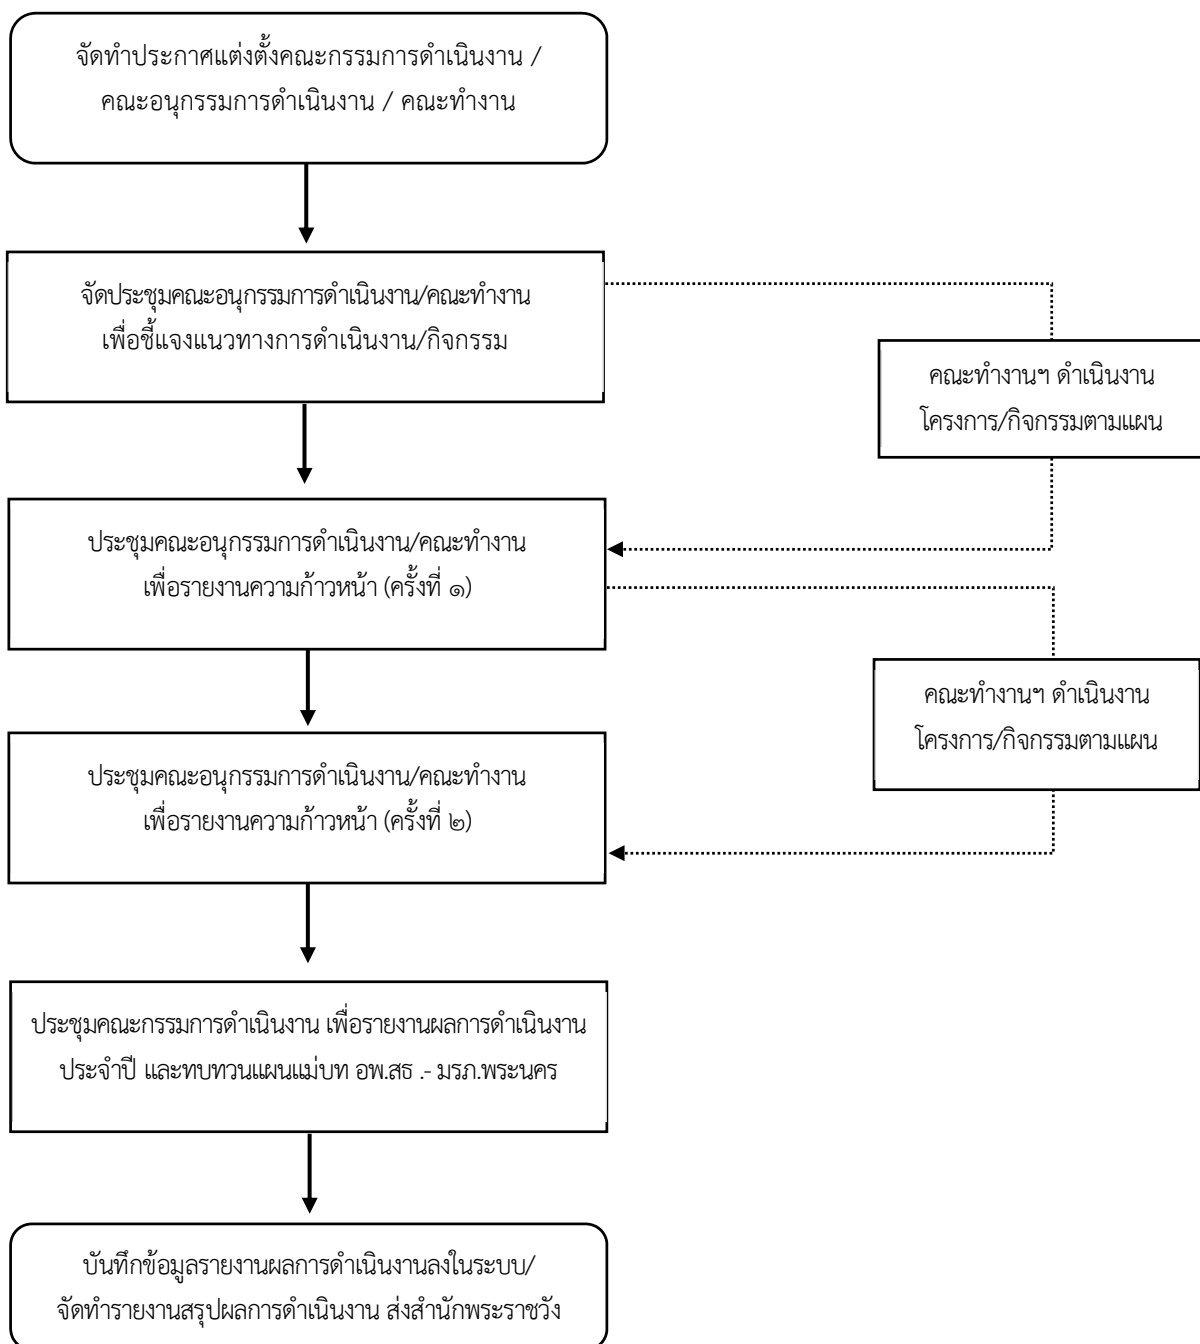 จัดทำประกาศแต่งตั้งคณะกรรมการดำเนินงาน /
คณะอนุกรรมการดำเนินงาน / คณะทำงาน
จัดประชุมคณะอนุกรรมการดำเนินงาน/คณะทำงาน
เพื่อชี้แจงแนวทางการดำเนินงาน/กิจกรรม
คณะทำงานฯ ดำเนินงาน
โครงการ/กิจกรรมตามแผน
ประชุมคณะอนุกรรมการดำเนินงาน/คณะทำงาน
เพื่อรายงานความก้าวหน้า (ครั้งที่ ๑)
คณะทำงานฯ ดำเนินงาน
โครงการ/กิจกรรมตามแผน
ประชุมคณะอนุกรรมการดำเนินงาน/คณะทำงาน
เพื่อรายงานความก้าวหน้า (ครั้งที่ ๒)
ประชุมคณะกรรมการดำเนินงาน เพื่อรายงานผลการดำเนินงาน
ประจำปี และทบทวนแผนแม่บท อพ.สธ .- มรภ.พระนคร
บันทึกข้อมูลรายงานผลการดำเนินงานลงในระบบ/
จัดทำรายงานสรุปผลการดำเนินงาน ส่งสำนักพระราชวัง